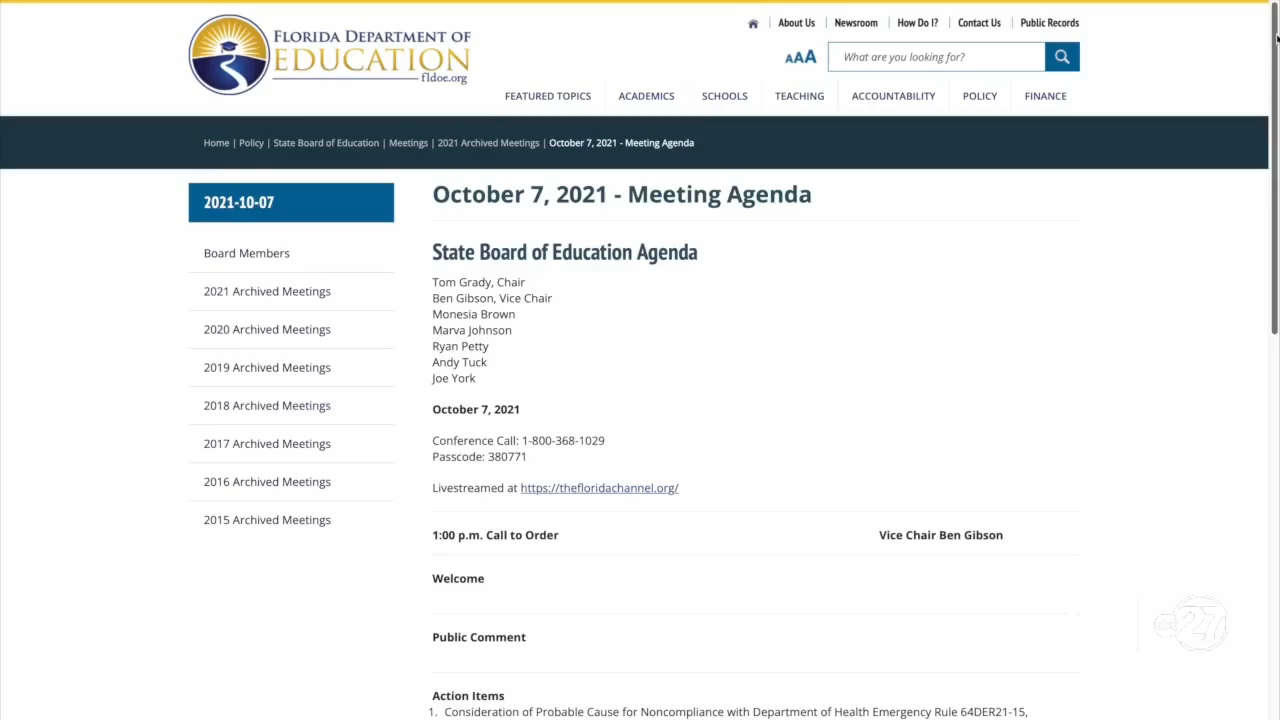 FLORIDA DEPARTMENT OF
EDUCATION
fldoe.org
About Us | Newsroom | How Do I? | Contact Us | Public Records
AAA
What are you looking for?
FEATURED TOPICS ACADEMICS SCHOOLS TEACHING ACCOUNTABILITY POLICY FINANCE
Home | Policy | State Board of Education | Meetings | 2021 Archived Meetings | October 7, 2021 - Meeting Agenda
2021-10-07
Board Members
2021 Archived Meetings
2020 Archived Meetings
2019 Archived Meetings
2018 Archived Meetings
2017 Archived Meetings
2016 Archived Meetings
2015 Archived Meetings
October 7, 2021 - Meeting Agenda
State Board of Education Agenda
Tom Grady, Chair
Ben Gibson, Vice Chair
Monesia Brown
Marva Johnson
Ryan Petty
Andy Tuck
Joe York
October 7, 2021
Conference Call: 1-800-368-1029
Passcode: 380771
Livestreamed at https://thefloridachannel.org/
1:00 p.m. Call to Order Vice Chair Ben Gibson
Welcome
Public Comment
Action Items
1. Consideration of Probable Cause for Noncompliance with Department of Health Emergency Rule 64DER21-15,
abc 27